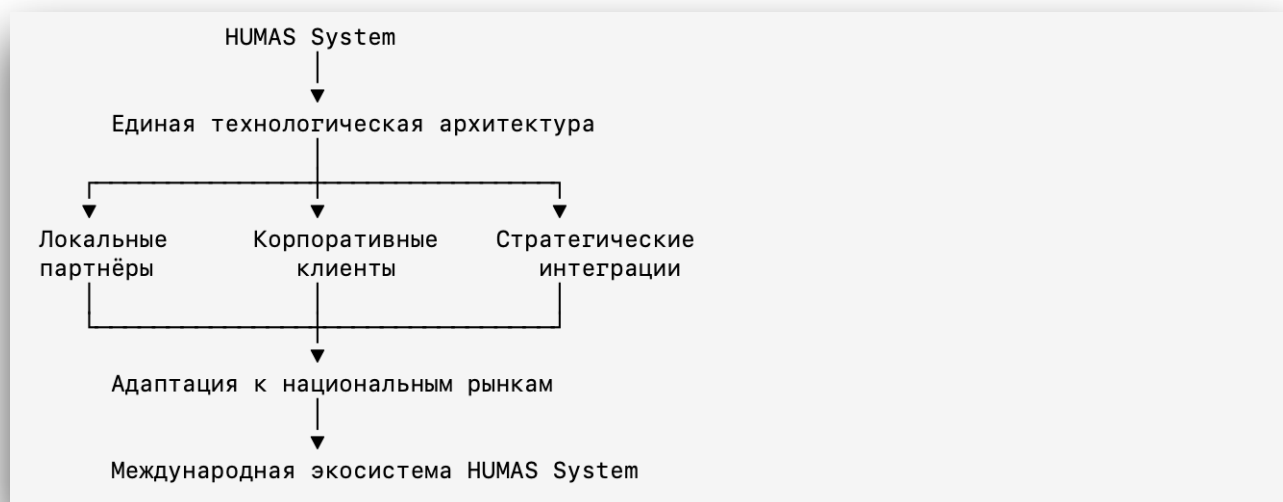 HUMAS System
Единая технологическая архитектура
Локальные Корпоративные Стратегические
партнёры клиенты интеграции
Адаптация к национальным рынкам
Международная экосистема HUMAS System